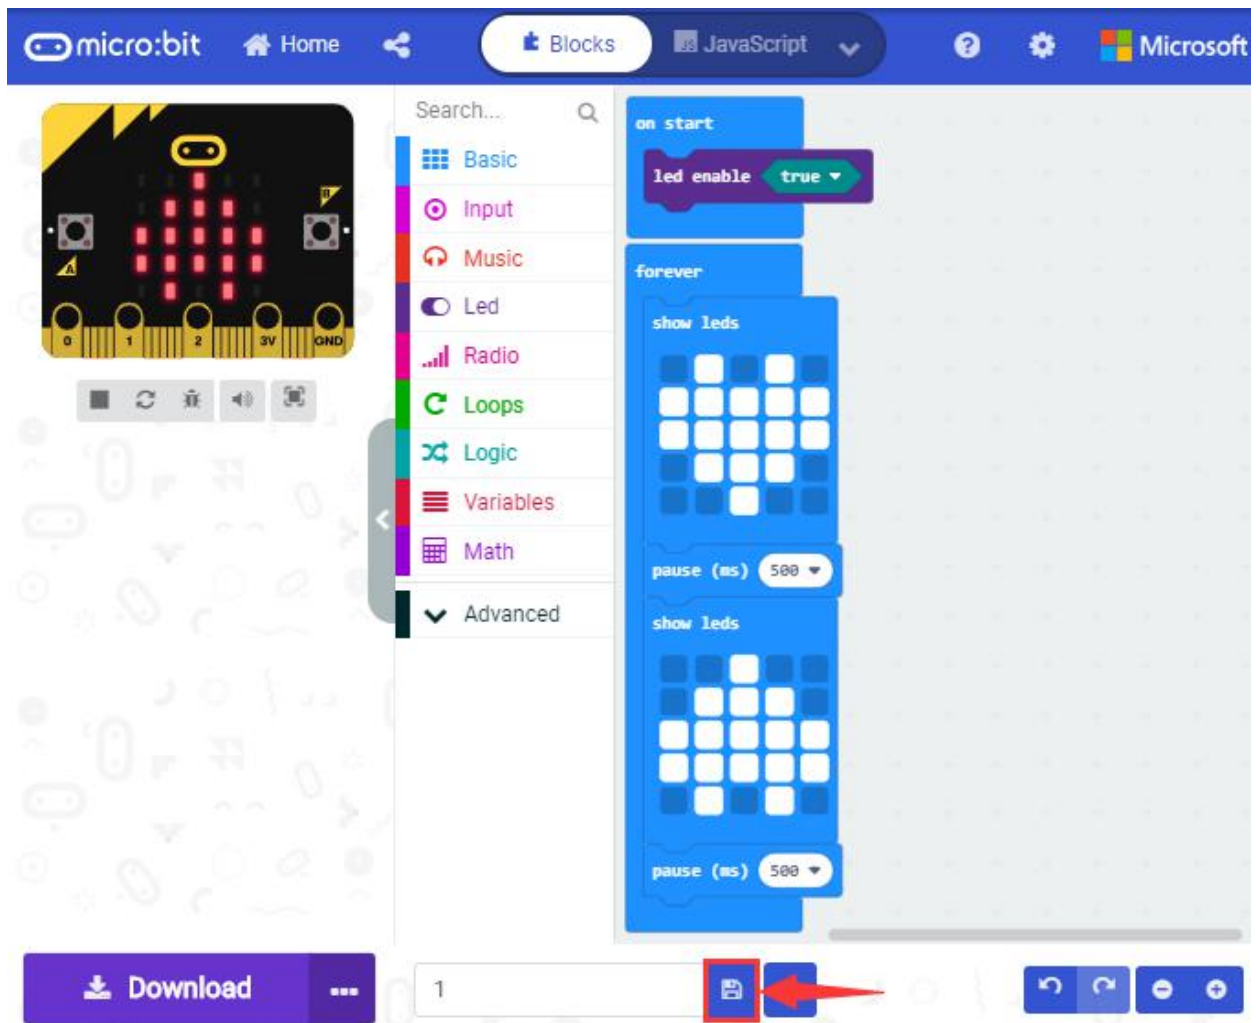 micro:bit Home Blocks JavaScript Microsoft
Search...
Basic
Input
Music
Led
Radio
Loops
Logic
Variables
Math
Advanced
B
A
0 1 2 3V GND
on start
led enable true
forever
show leds
pause (ms) 500
show leds
pause (ms) 500
Download
1